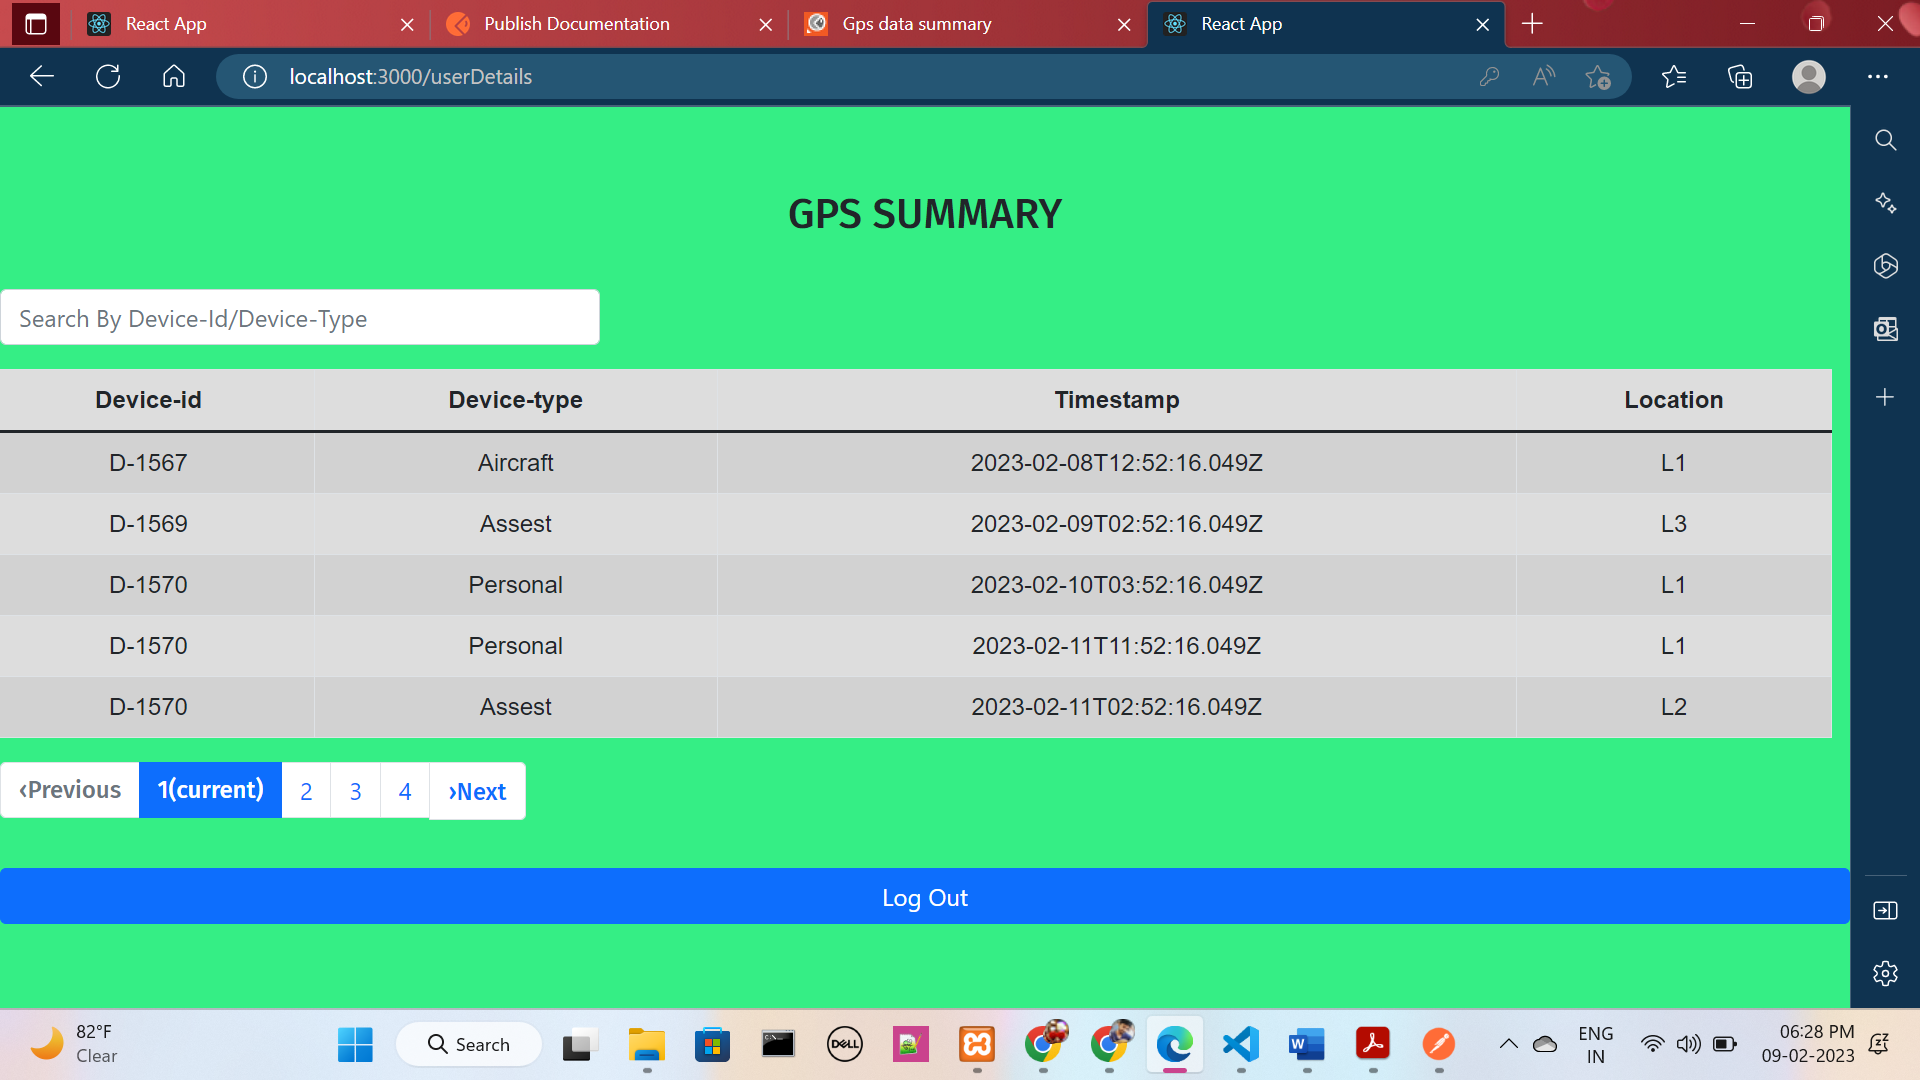 React App
Publish Documentation
Gps data summary
React App
localhost:3000/userDetails
GPS SUMMARY
Search By Device-Id/Device-Type
Device-id Device-type Timestamp Location
D-1567 Aircraft 2023-02-08T12:52:16.049Z L1
D-1569 Assest 2023-02-09T02:52:16.049Z L3
D-1570 Personal 2023-02-10T03:52:16.049Z L1
D-1570 Personal 2023-02-11T11:52:16.049Z L1
D-1570 Assest 2023-02-11T02:52:16.049Z L2
‹Previous 1(current) 2 3 4 ›Next
Log Out
82°F
Clear
Search
DELL
ENG
IN
06:28 PM
09-02-2023